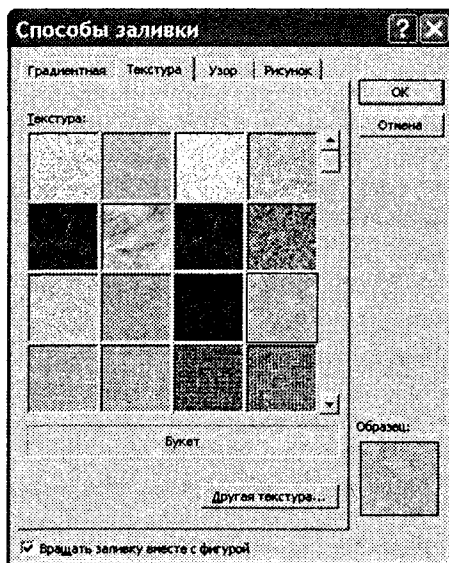 Способы заливки
Градиентная Текстура Узор Рисунок
ОК
Отмена
Текстура:
Букет
Образец:
Другая текстура...
Вращать заливку вместе с фигурой